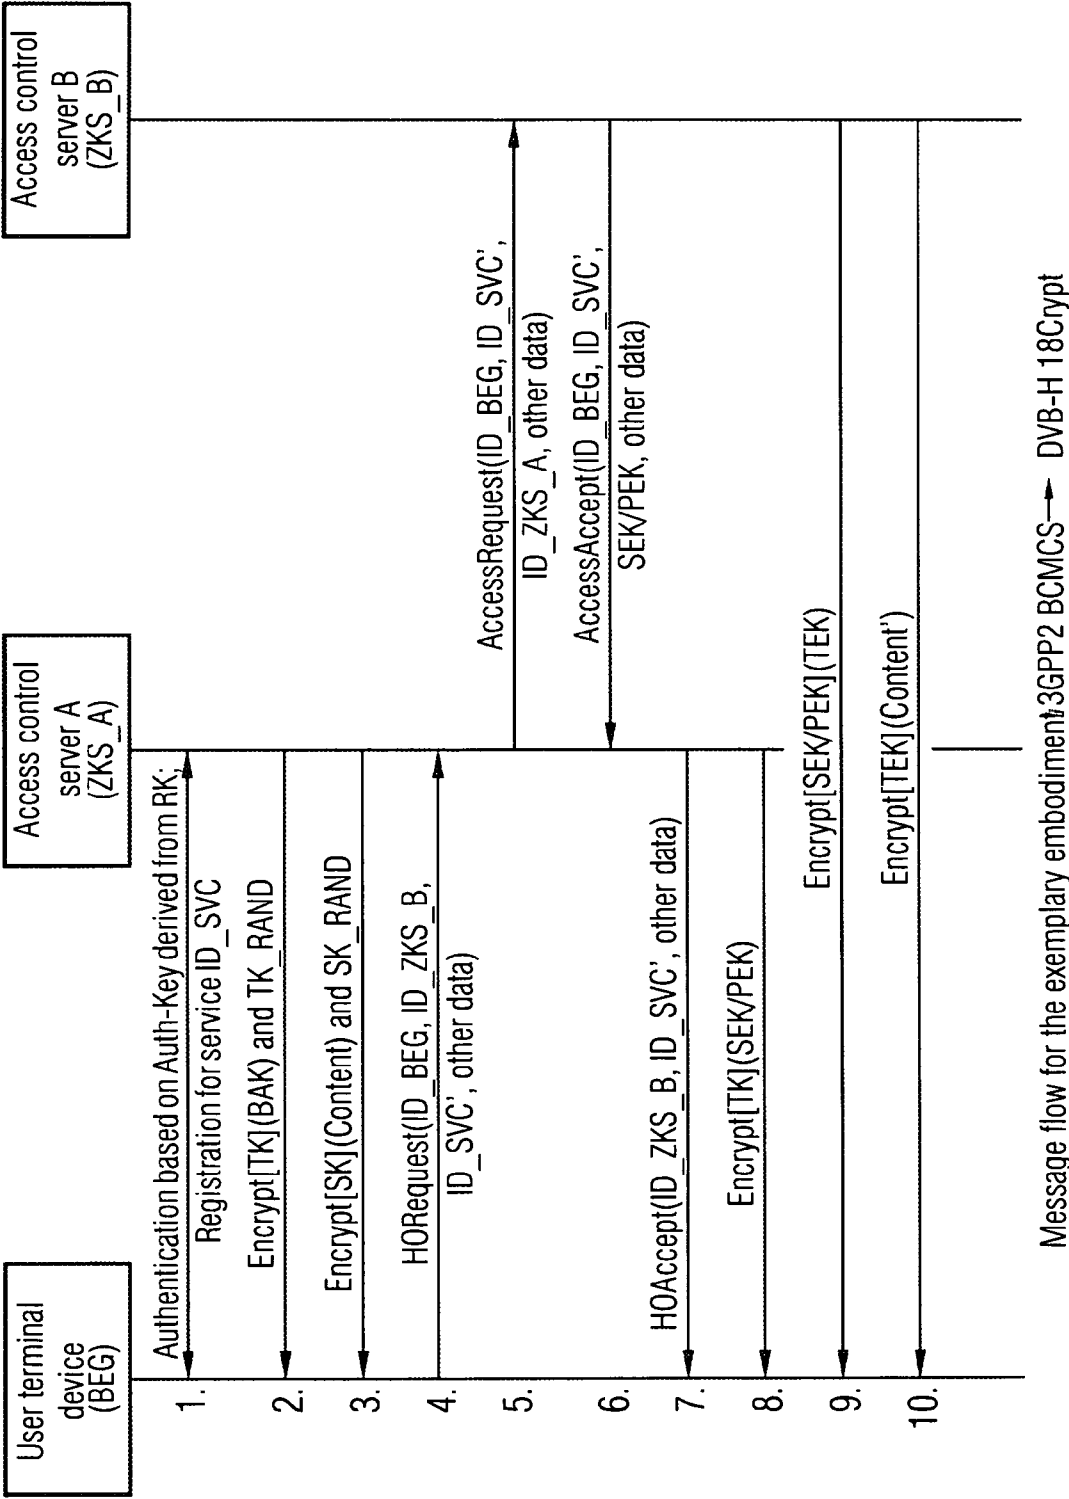 User terminal
device
(BEG)
Access control
server A
(ZKS_A)
Access control
server B
(ZKS_B)
1.
Authentication based on Auth-Key derived from RK;
Registration for service ID_SVC
2.
Encrypt[TK](BAK) and TK_RAND
3.
Encrypt[SK](Content) and SK_RAND
4.
HORequest(ID_BEG, ID_ZKS_B,
ID_SVC', other data)
5.
AccessRequest(ID_BEG, ID_SVC',
ID_ZKS_A, other data)
6.
AccessAccept(ID_BEG, ID_SVC',
SEK/PEK, other data)
7.
HOAccept(ID_ZKS_B, ID_SVC', other data)
8.
Encrypt[TK](SEK/PEK)
9.
Encrypt[SEK/PEK](TEK)
10.
Encrypt[TEK](Content')
Message flow for the exemplary embodiment;3GPP2 BCMCS → DVB-H 18Crypt